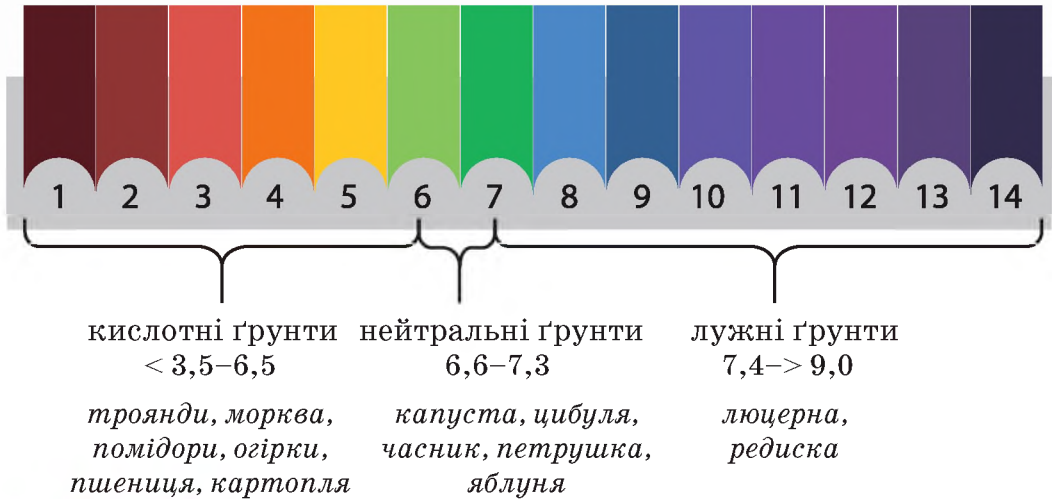 1 2 3 4 5 6 7 8 9 10 11 12 13 14
кислотні ґрунти
< 3,5–6,5
троянди, морква,
помідори, огірки,
пшениця, картопля
нейтральні ґрунти
6,6–7,3
капуста, цибуля,
часник, петрушка,
яблуня
лужні ґрунти
7,4–> 9,0
люцерна,
редиска